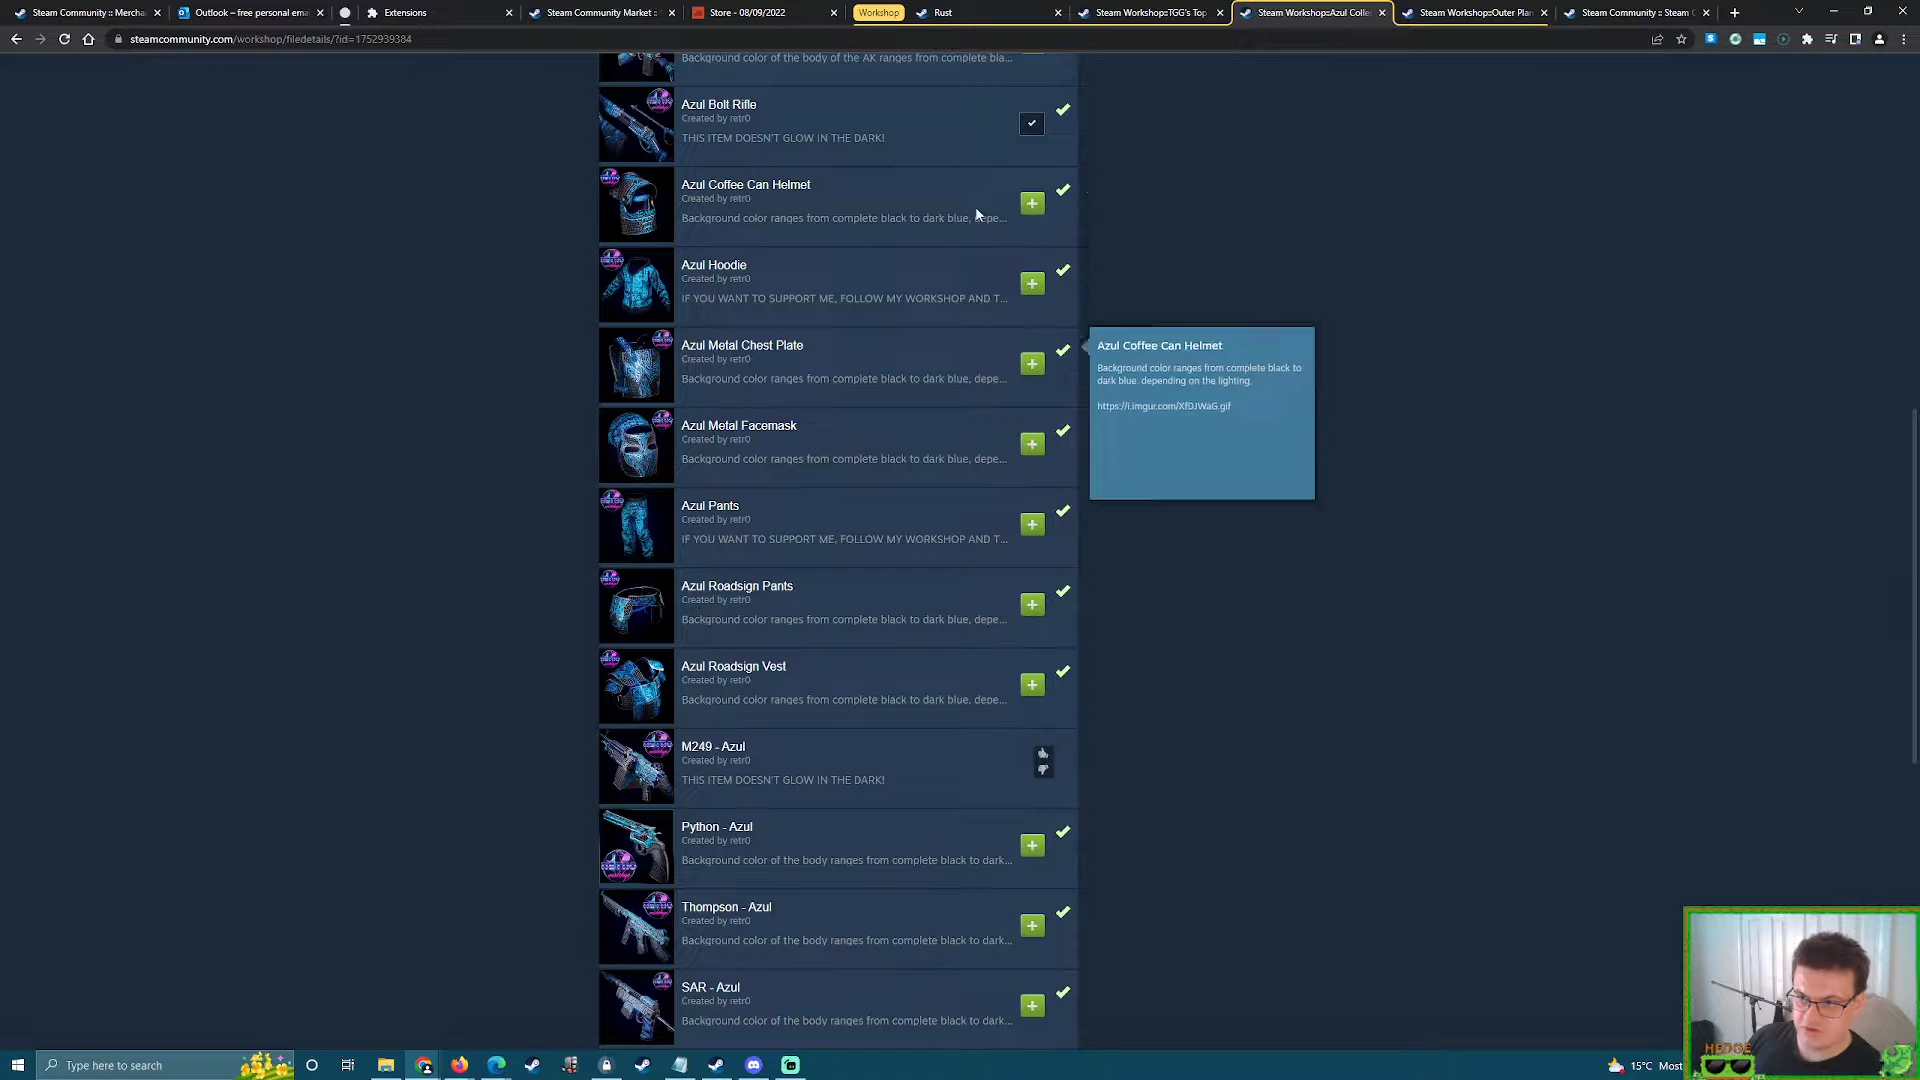 Steam Community :: Mercha
Outlook – free personal ema
Extensions
Steam Community Market ::
Store - 08/09/2022
Workshop
Rust
Steam Workshop::TGG's Top
Steam Workshop::Azul Colle
Steam Workshop::Outer Plan
Steam Community :: Steam C
steamcommunity.com/workshop/filedetails/?id=1752939384
Background color of the body of the AK ranges from complete bla...
Azul Bolt Rifle
Created by retr0
THIS ITEM DOESN'T GLOW IN THE DARK!
Azul Coffee Can Helmet
Created by retr0
Background color ranges from complete black to dark blue, depe...
Azul Hoodie
Created by retr0
IF YOU WANT TO SUPPORT ME, FOLLOW MY WORKSHOP AND T...
Azul Metal Chest Plate
Created by retr0
Background color ranges from complete black to dark blue, depe...
Azul Coffee Can Helmet
Background color ranges from complete black to
dark blue, depending on the lighting.
https://i.imgur.com/XfDJWaG.gif
Azul Metal Facemask
Created by retr0
Background color ranges from complete black to dark blue, depe...
Azul Pants
Created by retr0
IF YOU WANT TO SUPPORT ME, FOLLOW MY WORKSHOP AND T...
Azul Roadsign Pants
Created by retr0
Background color ranges from complete black to dark blue, depe...
Azul Roadsign Vest
Created by retr0
Background color ranges from complete black to dark blue, depe...
M249 - Azul
Created by retr0
THIS ITEM DOESN'T GLOW IN THE DARK!
Python - Azul
Created by retr0
Background color of the body ranges from complete black to dark...
Thompson - Azul
Created by retr0
Background color of the body ranges from complete black to dark...
SAR - Azul
Created by retr0
Background color of the body ranges from complete black to dark...
HEDGE
Type here to search
15°C Most